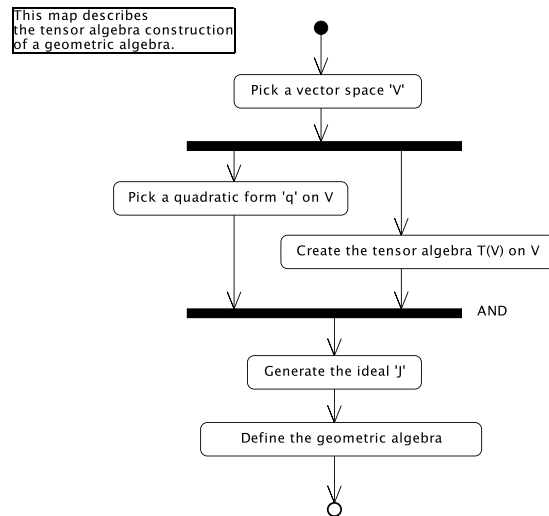 This map describes
the tensor algebra construction
of a geometric algebra.
Pick a vector space 'V'
Pick a quadratic form 'q' on V
Create the tensor algebra T(V) on V
AND
Generate the ideal 'J'
Define the geometric algebra